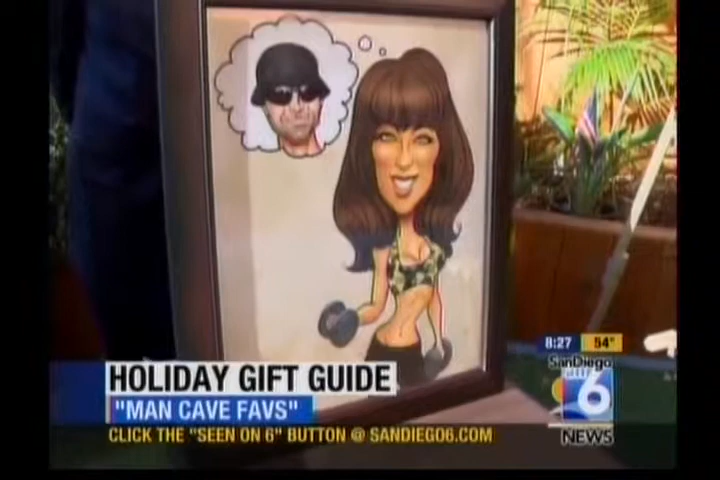 HOLIDAY GIFT GUIDE
"MAN CAVE FAVS"
CLICK THE "SEEN ON 6" BUTTON @ SANDIEGO6.COM
8:27 54°
SanDiego
6
NEWS